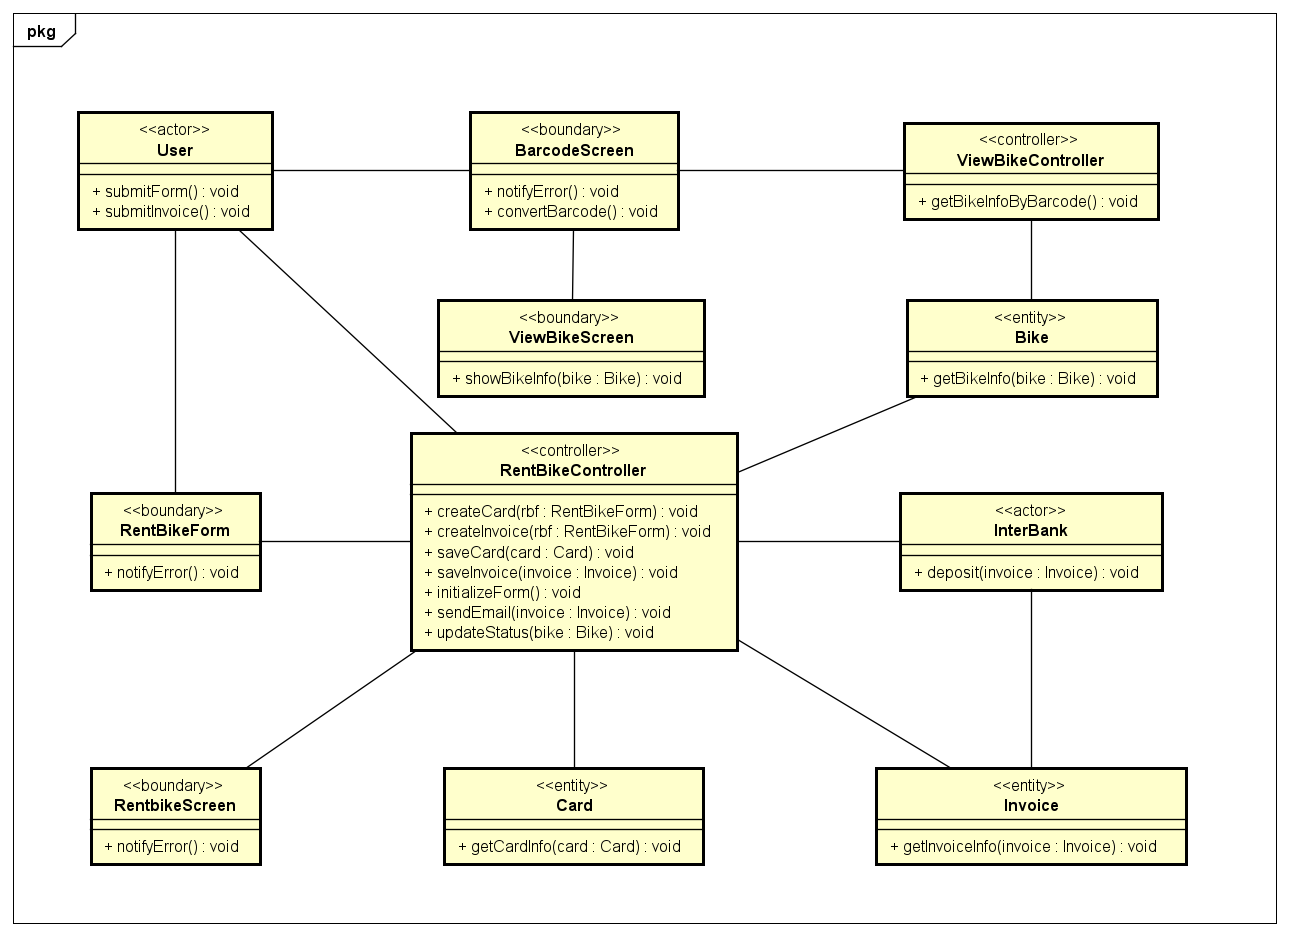 pkg
<<actor>>
User
+ submitForm() : void
+ submitInvoice() : void
<<boundary>>
BarcodeScreen
+ notifyError() : void
+ convertBarcode() : void
<<controller>>
ViewBikeController
+ getBikeInfoByBarcode() : void
<<boundary>>
ViewBikeScreen
+ showBikeInfo(bike : Bike) : void
<<entity>>
Bike
+ getBikeInfo(bike : Bike) : void
<<boundary>>
RentBikeForm
+ notifyError() : void
<<controller>>
RentBikeController
+ createCard(rbf : RentBikeForm) : void
+ createInvoice(rbf : RentBikeForm) : void
+ saveCard(card : Card) : void
+ saveInvoice(invoice : Invoice) : void
+ initializeForm() : void
+ sendEmail(invoice : Invoice) : void
+ updateStatus(bike : Bike) : void
<<actor>>
InterBank
+ deposit(invoice : Invoice) : void
<<boundary>>
RentbikeScreen
+ notifyError() : void
<<entity>>
Card
+ getCardInfo(card : Card) : void
<<entity>>
Invoice
+ getInvoiceInfo(invoice : Invoice) : void